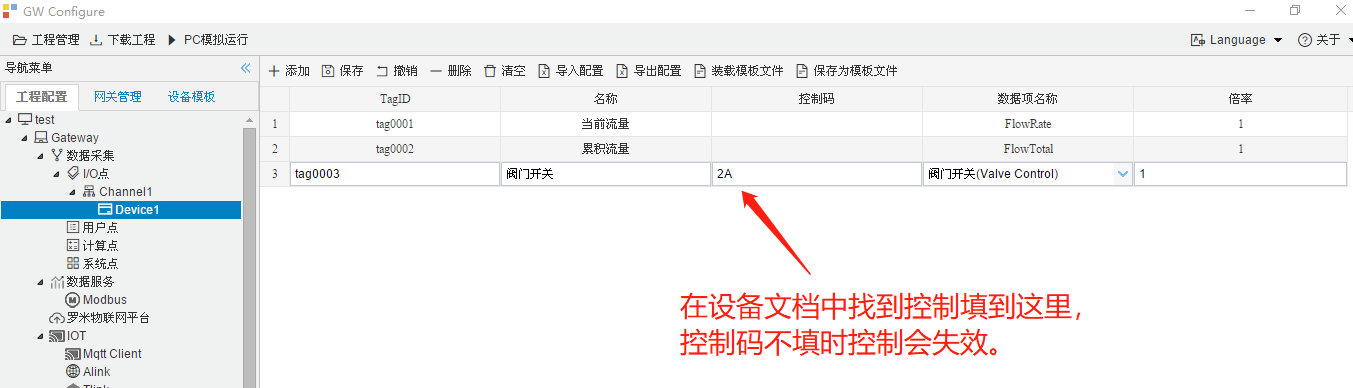 GW Configure
工程管理 下载工程 PC模拟运行 Language 关于
导航菜单
添加 保存 撤销 删除 清空 导入配置 导出配置 装载模板文件 保存为模板文件
工程配置 网关管理 设备模板
TagID 名称 控制码 数据项名称 倍率
1 tag0001 当前流量 FlowRate 1
2 tag0002 累积流量 FlowTotal 1
3 tag0003 阀门开关 2A 阀门开关(Valve Control) 1
test
Gateway
数据采集
I/O点
Channel1
Device1
用户点
计算点
系统点
数据服务
Modbus
罗米物联网平台
IOT
Mqtt Client
Alink
在设备文档中找到控制填到这里，
控制码不填时控制会失效。